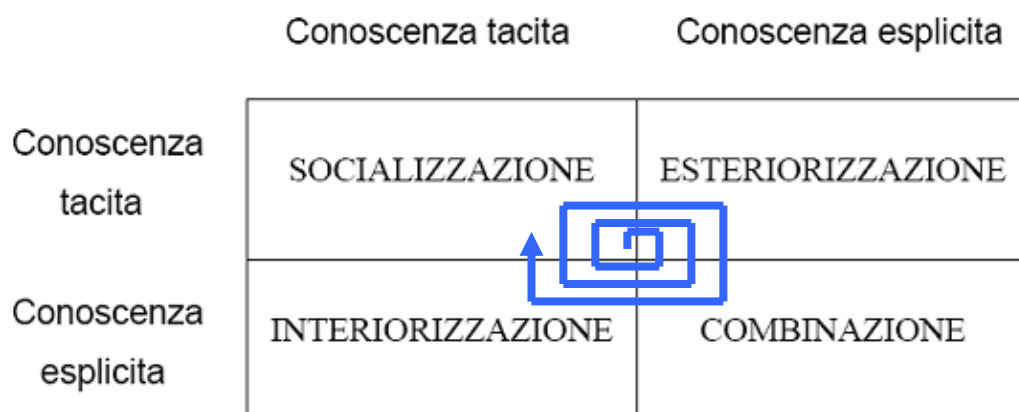 Conoscenza tacita
Conoscenza esplicita
Conoscenza
tacita
SOCIALIZZAZIONE
ESTERIORIZZAZIONE
Conoscenza
esplicita
INTERIORIZZAZIONE
COMBINAZIONE